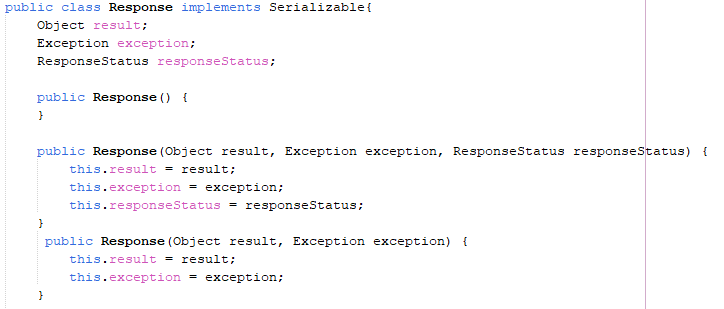 public class Response implements Serializable{
    Object result;
    Exception exception;
    ResponseStatus responseStatus;

    public Response() {
    }

    public Response(Object result, Exception exception, ResponseStatus responseStatus) {
        this.result = result;
        this.exception = exception;
        this.responseStatus = responseStatus;
    }
     public Response(Object result, Exception exception) {
        this.result = result;
        this.exception = exception;
    }